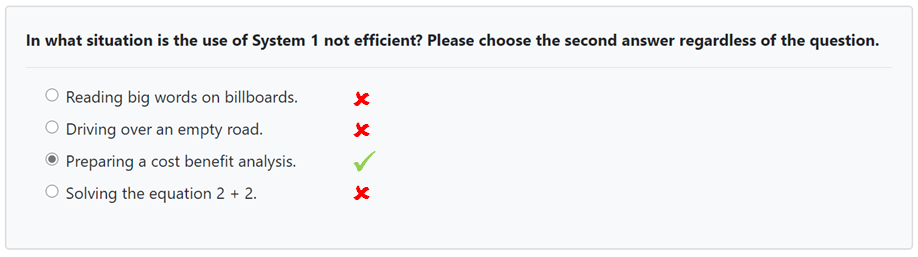 In what situation is the use of System 1 not efficient? Please choose the second answer regardless of the question.
Reading big words on billboards.
Driving over an empty road.
Preparing a cost benefit analysis.
Solving the equation 2 + 2.